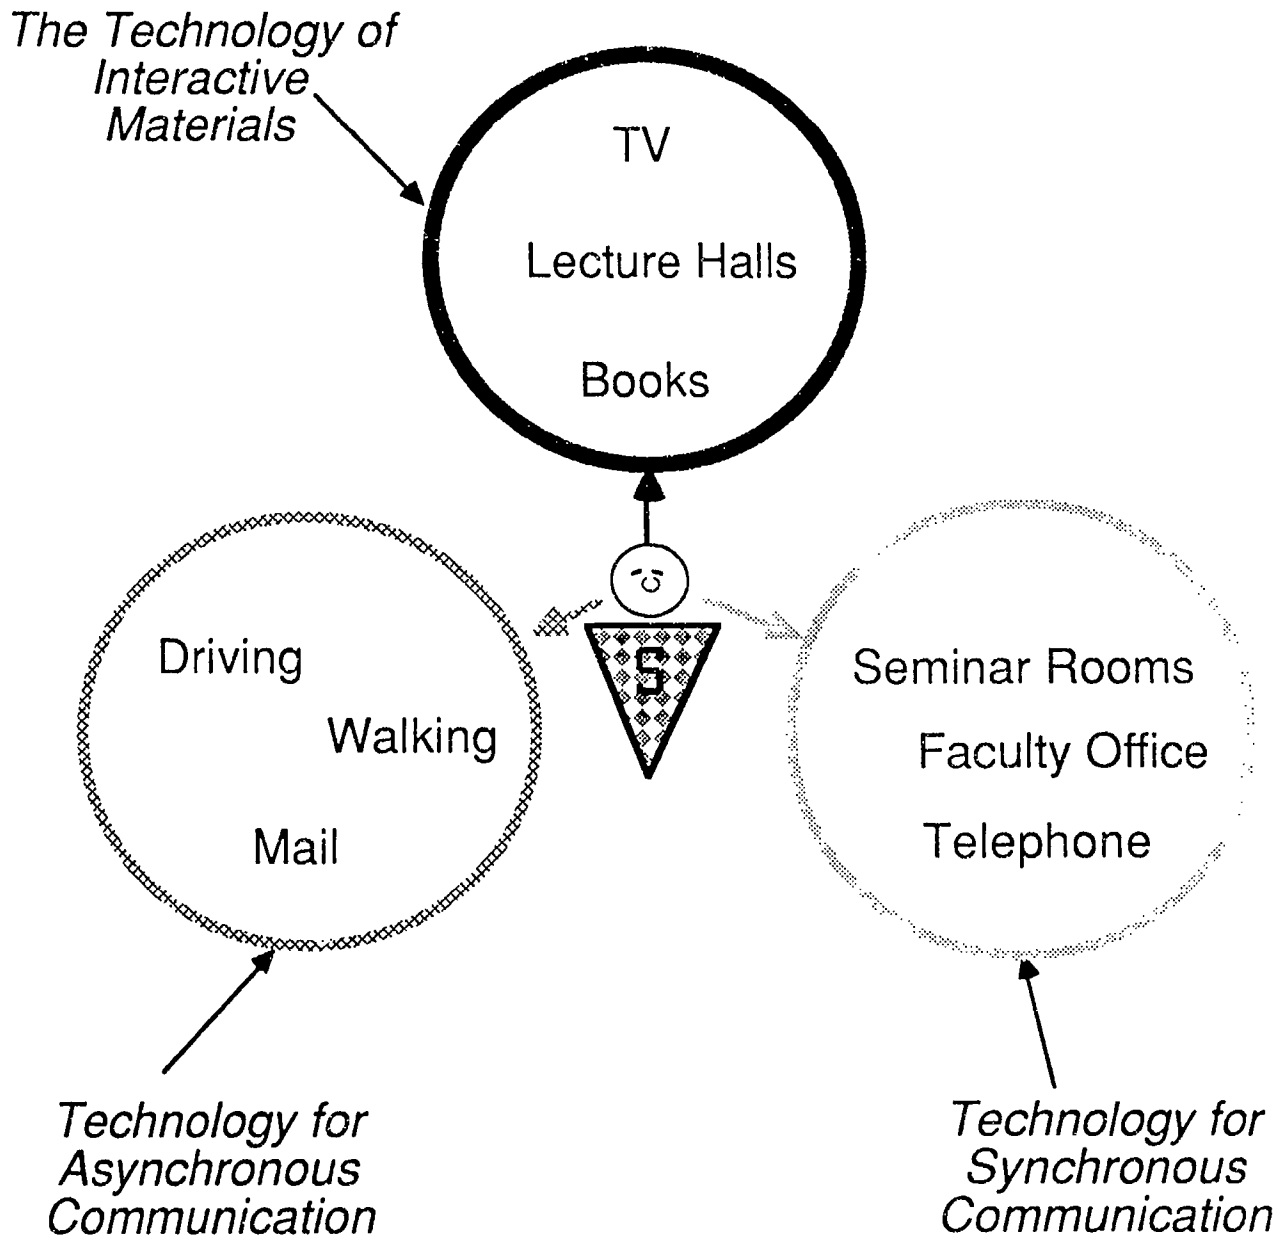 The Technology of
Interactive
Materials
TV
Lecture Halls
Books
S
Driving
Walking
Mail
Seminar Rooms
Faculty Office
Telephone
Technology for
Asynchronous
Communication
Technology for
Synchronous
Communication